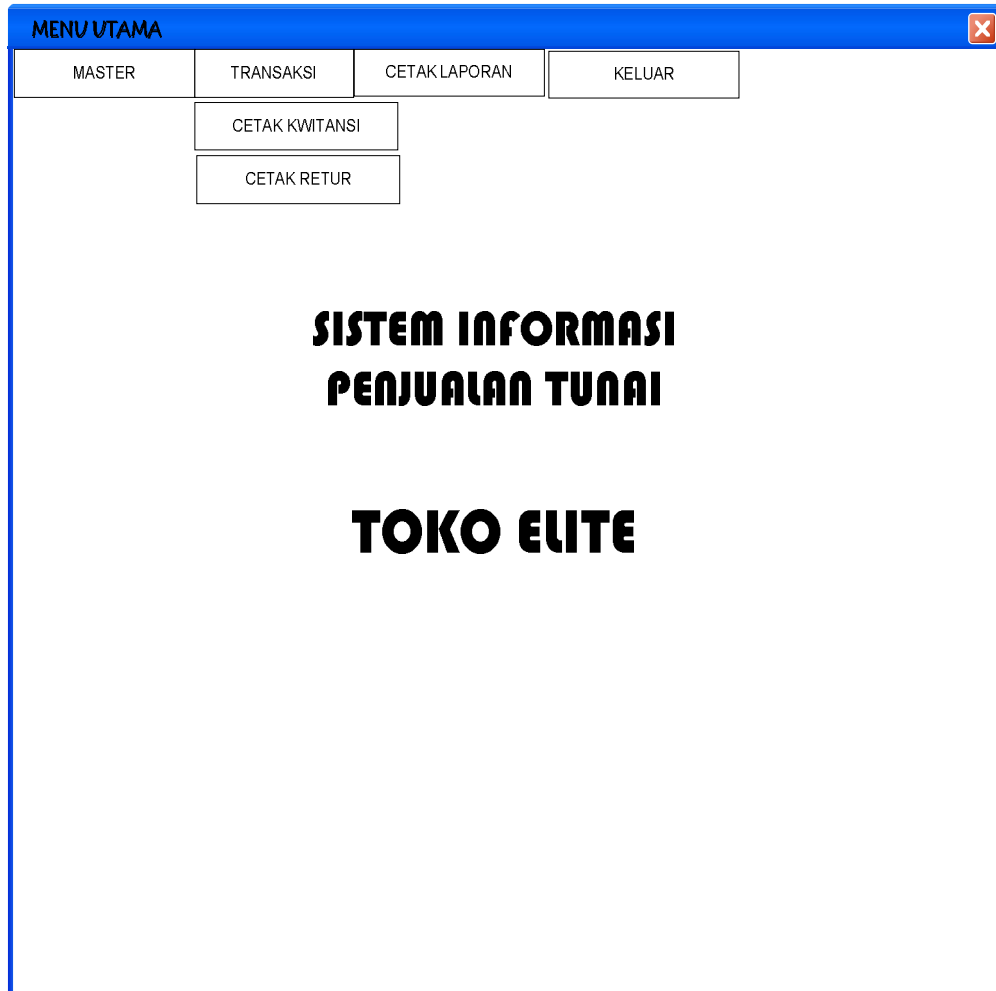 MENU UTAMA
MASTER TRANSAKSI CETAK LAPORAN KELUAR
CETAK KWITANSI
CETAK RETUR
SISTEM INFORMASI
PENJUALAN TUNAI
TOKO ELITE